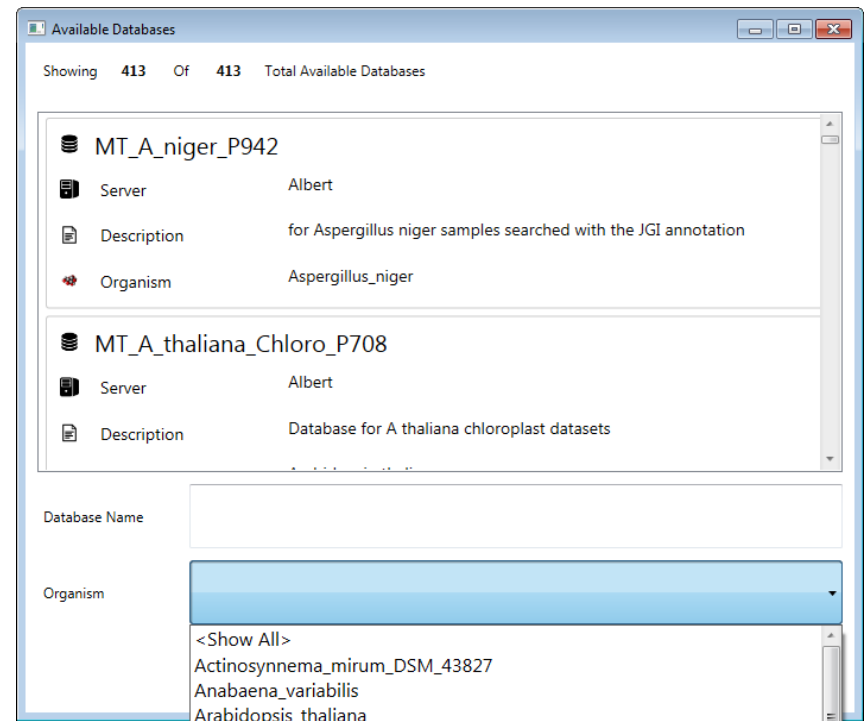 Available Databases
Showing 413 Of 413 Total Available Databases
MT_A_niger_P942
Server Albert
Description for Aspergillus niger samples searched with the JGI annotation
Organism Aspergillus_niger
MT_A_thaliana_Chloro_P708
Server Albert
Description Database for A thaliana chloroplast datasets
Database Name
Organism
<Show All>
Actinosynnema_mirum_DSM_43827
Anabaena_variabilis
Arabidopsis_thaliana